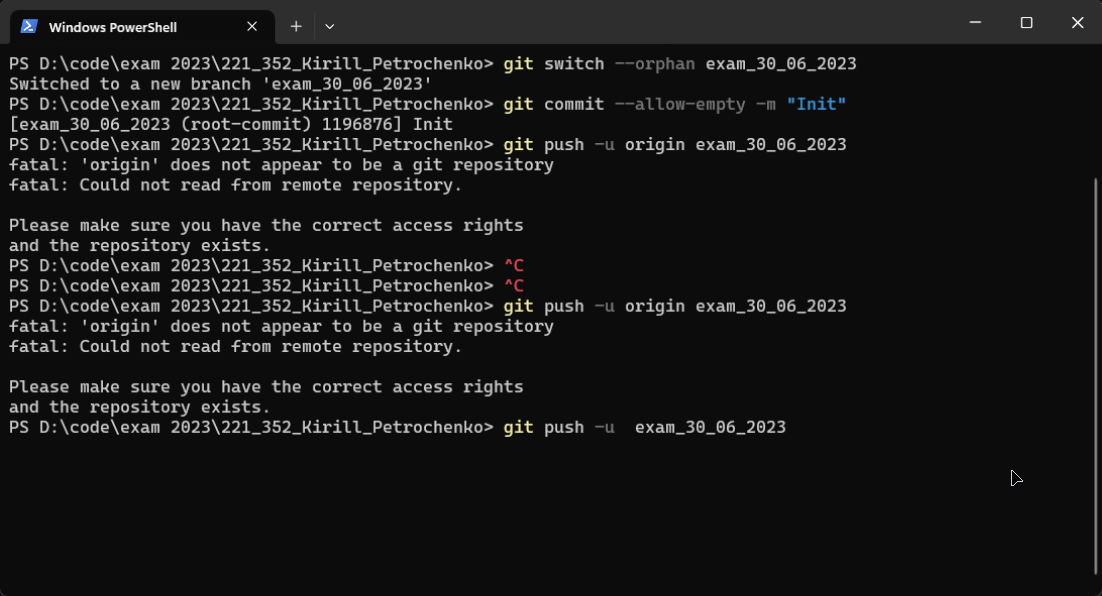 Windows PowerShell
PS D:\code\exam 2023\221_352_Kirill_Petrochenko> git switch --orphan exam_30_06_2023
Switched to a new branch 'exam_30_06_2023'
PS D:\code\exam 2023\221_352_Kirill_Petrochenko> git commit --allow-empty -m "Init"
[exam_30_06_2023 (root-commit) 1196876] Init
PS D:\code\exam 2023\221_352_Kirill_Petrochenko> git push -u origin exam_30_06_2023
fatal: 'origin' does not appear to be a git repository
fatal: Could not read from remote repository.

Please make sure you have the correct access rights
and the repository exists.
PS D:\code\exam 2023\221_352_Kirill_Petrochenko> ^C
PS D:\code\exam 2023\221_352_Kirill_Petrochenko> ^C
PS D:\code\exam 2023\221_352_Kirill_Petrochenko> git push -u origin exam_30_06_2023
fatal: 'origin' does not appear to be a git repository
fatal: Could not read from remote repository.

Please make sure you have the correct access rights
and the repository exists.
PS D:\code\exam 2023\221_352_Kirill_Petrochenko> git push -u  exam_30_06_2023